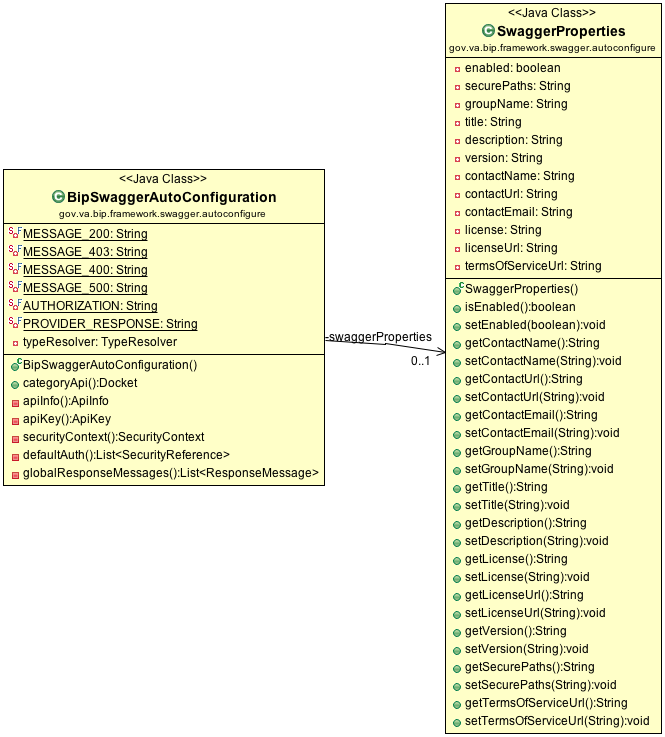 <<Java Class>>
BipSwaggerAutoConfiguration
gov.va.bip.framework.swagger.autoconfigure
MESSAGE_200: String
MESSAGE_403: String
MESSAGE_400: String
MESSAGE_500: String
AUTHORIZATION: String
PROVIDER_RESPONSE: String
typeResolver: TypeResolver
BipSwaggerAutoConfiguration()
categoryApi():Docket
apiInfo():ApiInfo
apiKey():ApiKey
securityContext():SecurityContext
defaultAuth():List<SecurityReference>
globalResponseMessages():List<ResponseMessage>
-swaggerProperties
0..1
<<Java Class>>
SwaggerProperties
gov.va.bip.framework.swagger.autoconfigure
enabled: boolean
securePaths: String
groupName: String
title: String
description: String
version: String
contactName: String
contactUrl: String
contactEmail: String
license: String
licenseUrl: String
termsOfServiceUrl: String
SwaggerProperties()
isEnabled():boolean
setEnabled(boolean):void
getContactName():String
setContactName(String):void
getContactUrl():String
setContactUrl(String):void
getContactEmail():String
setContactEmail(String):void
getGroupName():String
setGroupName(String):void
getTitle():String
setTitle(String):void
getDescription():String
setDescription(String):void
getLicense():String
setLicense(String):void
getLicenseUrl():String
setLicenseUrl(String):void
getVersion():String
setVersion(String):void
getSecurePaths():String
setSecurePaths(String):void
getTermsOfServiceUrl():String
setTermsOfServiceUrl(String):void